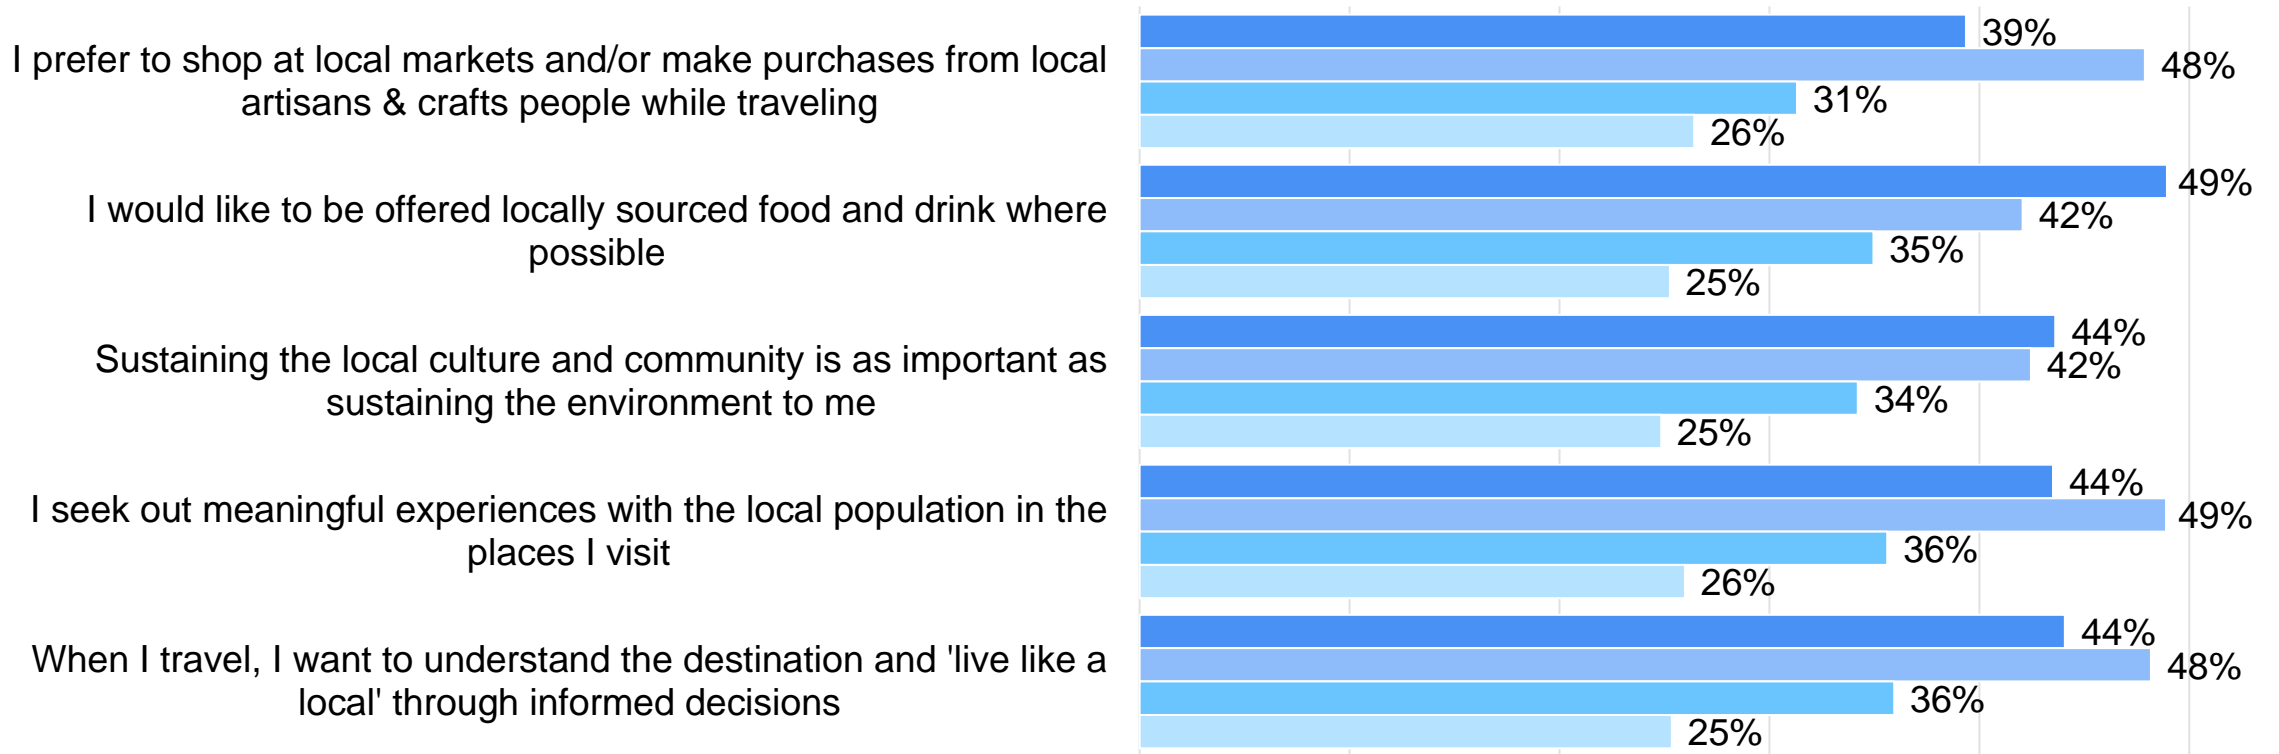 I prefer to shop at local markets and/or make purchases from local
artisans & crafts people while traveling
39%
48%
31%
26%
I would like to be offered locally sourced food and drink where
possible
49%
42%
35%
25%
Sustaining the local culture and community is as important as
sustaining the environment to me
44%
42%
34%
25%
I seek out meaningful experiences with the local population in the
places I visit
44%
49%
36%
26%
When I travel, I want to understand the destination and 'live like a
local' through informed decisions
44%
48%
36%
25%